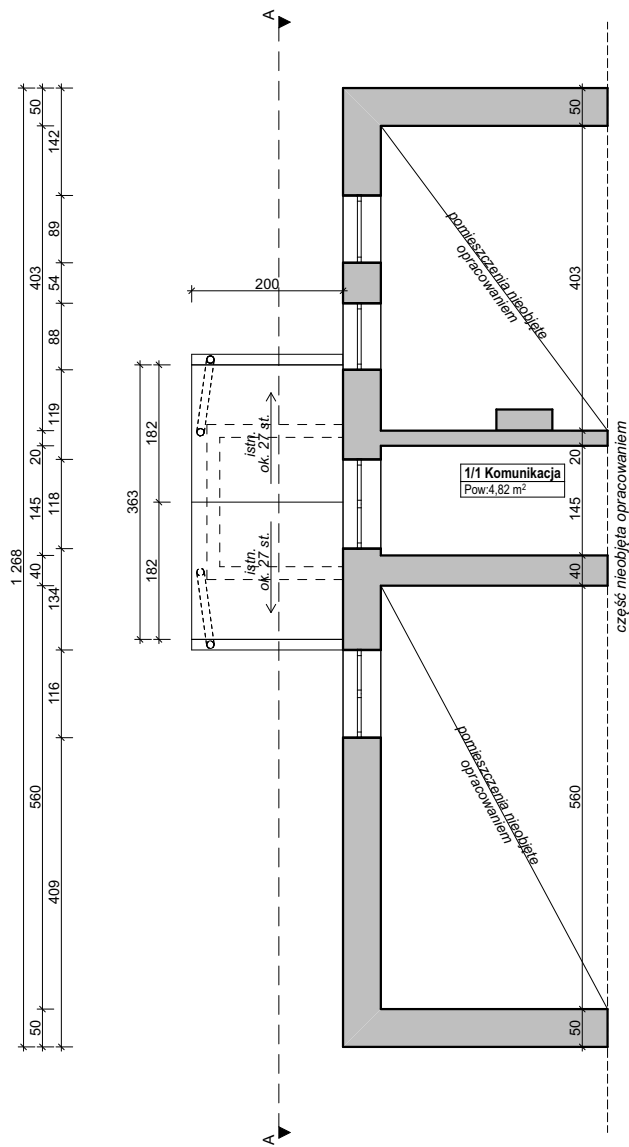 A
1 268
50
403
20
145
40
560
50
142
89
54
88
119
118
134
116
409
363
182
182
200
istn.
ok. 27 st.
istn.
ok. 27 st.
pomieszczenia nieobjęte
opracowaniem
1/1 Komunikacja
Pow:4,82 m²
pomieszczenia nieobjęte
opracowaniem
50
403
20
145
40
560
50
część nieobjęta opracowaniem
A